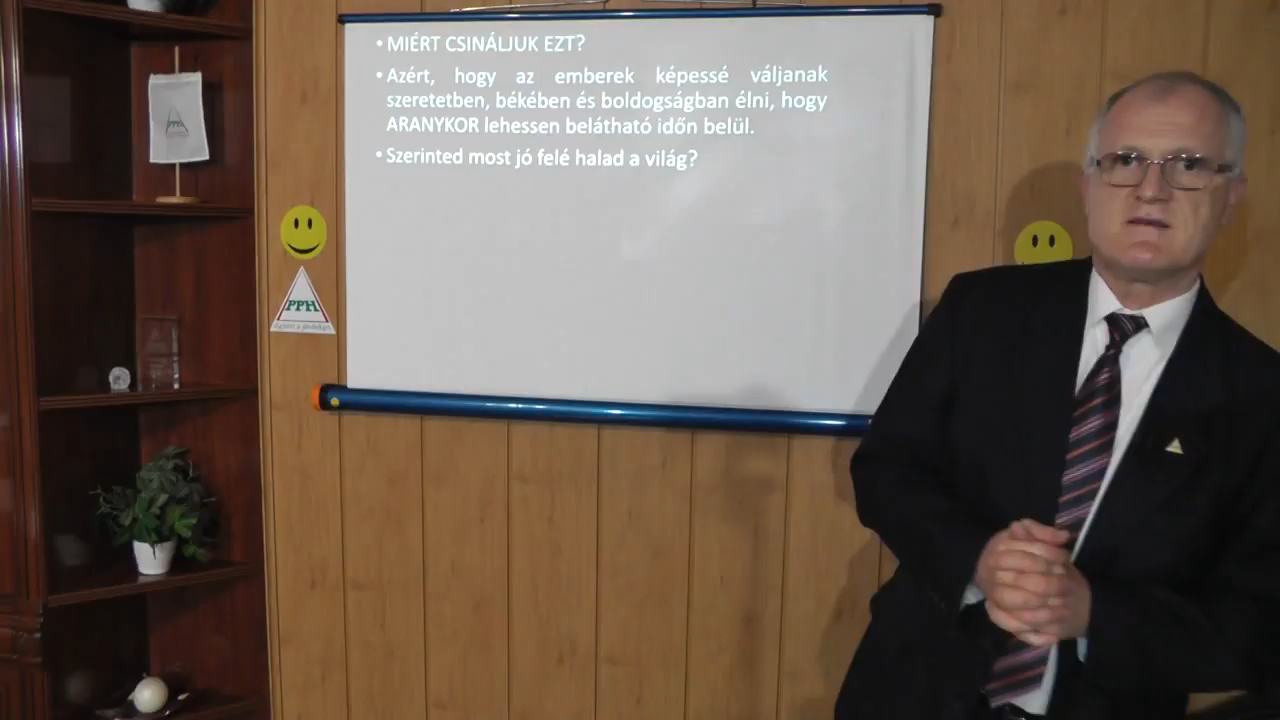 • MIÉRT CSINÁLJUK EZT?
• Azért, hogy az emberek képessé váljanak
szeretetben, békében és boldogságban élni, hogy
ARANYKOR lehessen belátható időn belül.
• Szerinted most jó felé halad a világ?
PPH
PPH